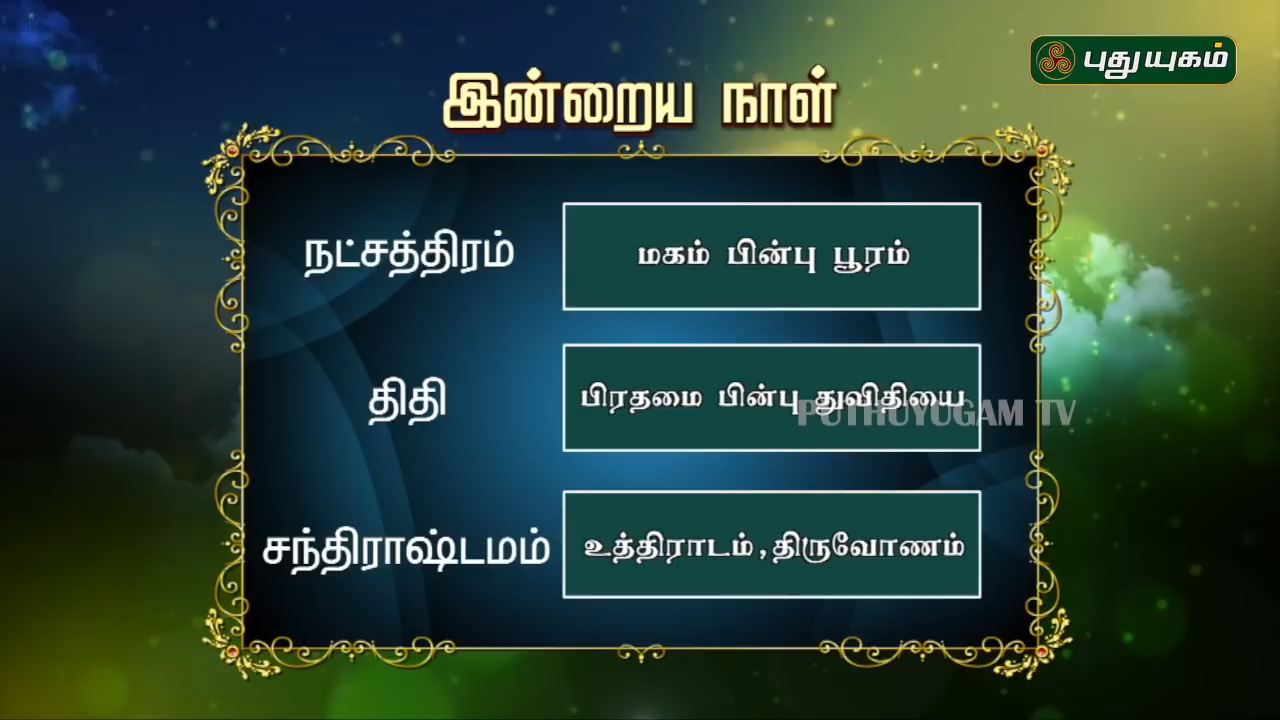 புதுயுகம்
இன்றைய நாள்
நட்சத்திரம் மகம் பின்பு பூரம்
திதி பிரதமை பின்பு துவிதியை
PUTHUYUGAM TV
சந்திராஷ்டமம் உத்திராடம்,திருவோணம்